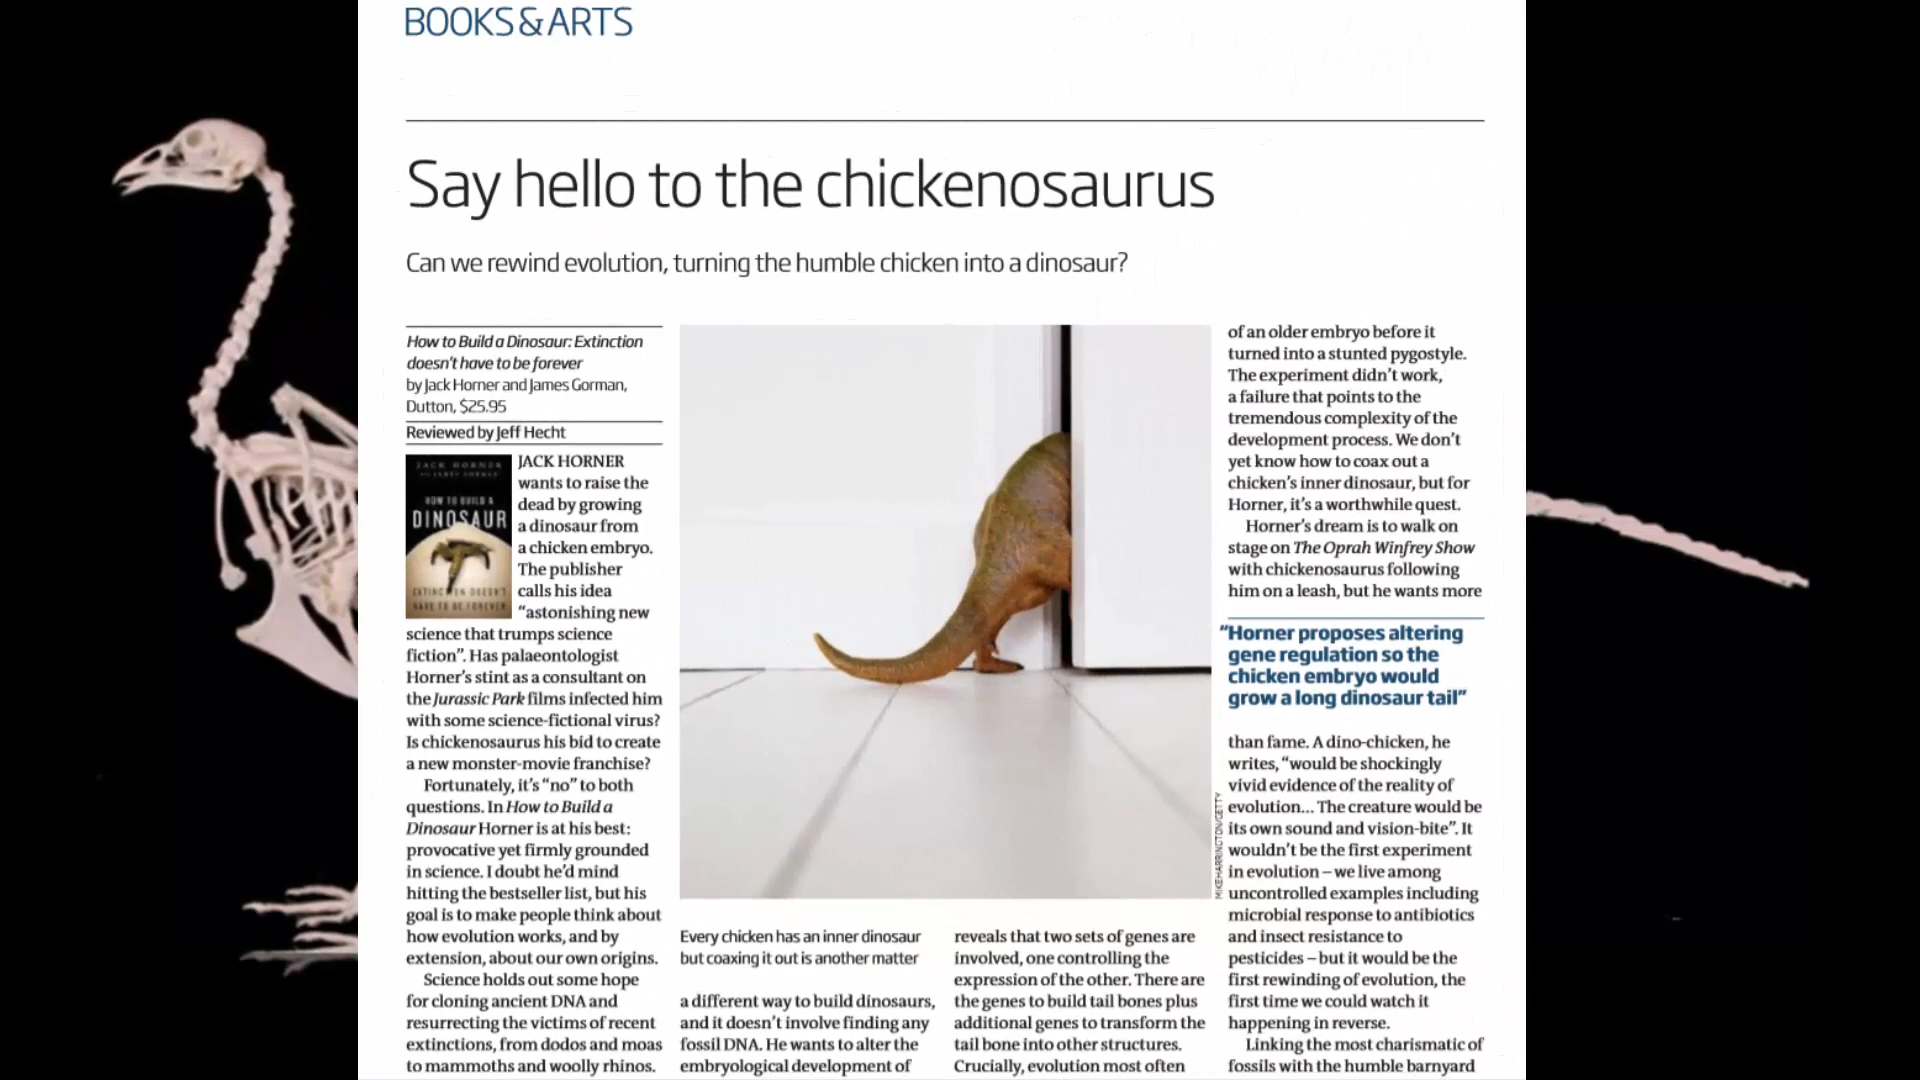 BOOKS&ARTS
Say hello to the chickenosaurus
Can we rewind evolution, turning the humble chicken into a dinosaur?
How to Build a Dinosaur: Extinction
doesn't have to be forever
by Jack Horner and James Gorman,
Dutton, $25.95
Reviewed by Jeff Hecht
JACK HORNER
HOW TO BUILD A
DINOSAUR
EXTINCTION DOESN'T
HAVE TO BE FOREVER
JACK HORNER
wants to raise the
dead by growing
a dinosaur from
a chicken embryo.
The publisher
calls his idea
“astonishing new
science that trumps science
fiction”. Has palaeontologist
Horner's stint as a consultant on
the Jurassic Park films infected him
with some science-fictional virus?
Is chickenosaurus his bid to create
a new monster-movie franchise?
Fortunately, it's “no” to both
questions. In How to Build a
Dinosaur Horner is at his best:
provocative yet firmly grounded
in science. I doubt he'd mind
hitting the bestseller list, but his
goal is to make people think about
how evolution works, and by
extension, about our own origins.
Science holds out some hope
for cloning ancient DNA and
resurrecting the victims of recent
extinctions, from dodos and moas
to mammoths and woolly rhinos.
MIKE HARRINGTON/GETTY
Every chicken has an inner dinosaur
but coaxing it out is another matter
a different way to build dinosaurs,
and it doesn't involve finding any
fossil DNA. He wants to alter the
embryological development of
reveals that two sets of genes are
involved, one controlling the
expression of the other. There are
the genes to build tail bones plus
additional genes to transform the
tail bone into other structures.
Crucially, evolution most often
of an older embryo before it
turned into a stunted pygostyle.
The experiment didn't work,
a failure that points to the
tremendous complexity of the
development process. We don't
yet know how to coax out a
chicken's inner dinosaur, but for
Horner, it's a worthwhile quest.
Horner's dream is to walk on
stage on The Oprah Winfrey Show
with chickenosaurus following
him on a leash, but he wants more
“Horner proposes altering
gene regulation so the
chicken embryo would
grow a long dinosaur tail”
than fame. A dino-chicken, he
writes, “would be shockingly
vivid evidence of the reality of
evolution... The creature would be
its own sound and vision-bite”. It
wouldn't be the first experiment
in evolution – we live among
uncontrolled examples including
microbial response to antibiotics
and insect resistance to
pesticides – but it would be the
first rewinding of evolution, the
first time we could watch it
happening in reverse.
Linking the most charismatic of
fossils with the humble barnyard